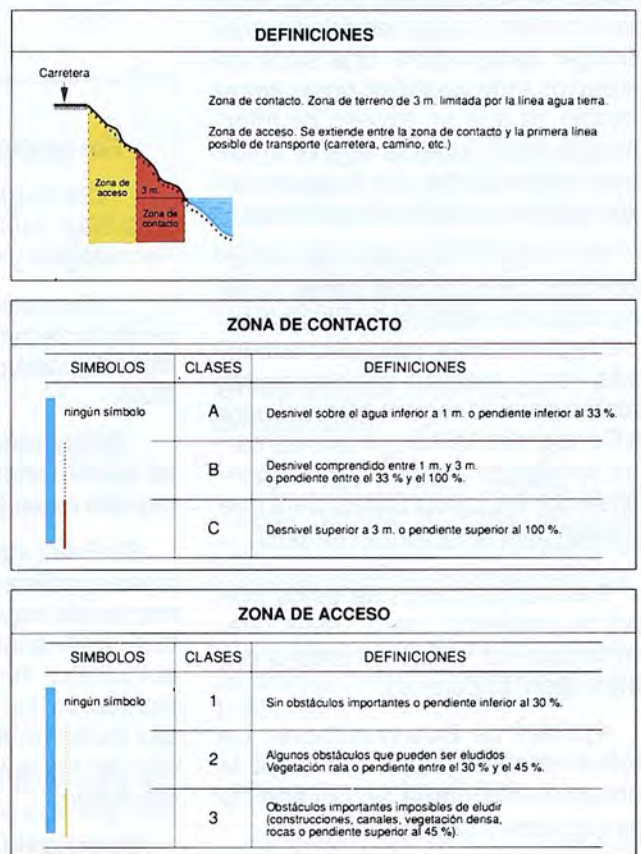 DEFINICIONES
Carretera
Zona de contacto. Zona de terreno de 3 m. limitada por la línea agua tierra.
Zona de acceso. Se extiende entre la zona de contacto y la primera línea
posible de transporte (carretera, camino, etc.)
Zona de
acceso
3 m.
Zona de
contacto
ZONA DE CONTACTO
SIMBOLOS CLASES DEFINICIONES
ningún símbolo A Desnivel sobre el agua inferior a 1 m. o pendiente inferior al 33 %.
B Desnivel comprendido entre 1 m. y 3 m.
o pendiente entre el 33 % y el 100 %.
C Desnivel superior a 3 m. o pendiente superior al 100 %.
ZONA DE ACCESO
SIMBOLOS CLASES DEFINICIONES
ningún símbolo 1 Sin obstáculos importantes o pendiente inferior al 30 %.
2 Algunos obstáculos que pueden ser eludidos
Vegetación rala o pendiente entre el 30 % y el 45 %.
3 Obstáculos importantes imposibles de eludir
(construcciones, canales, vegetación densa,
rocas o pendiente superior al 45 %).